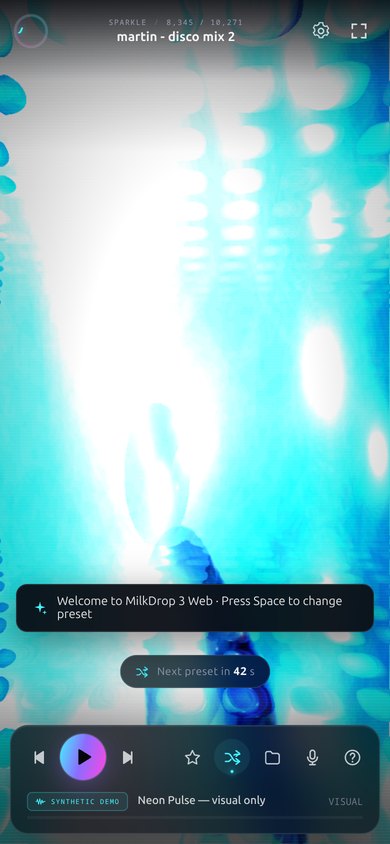 SPARKLE / 8,345 / 10,271
martin - disco mix 2
Welcome to MilkDrop 3 Web · Press Space to change
preset
Next preset in 42 s
SYNTHETIC DEMO
Neon Pulse — visual only
VISUAL